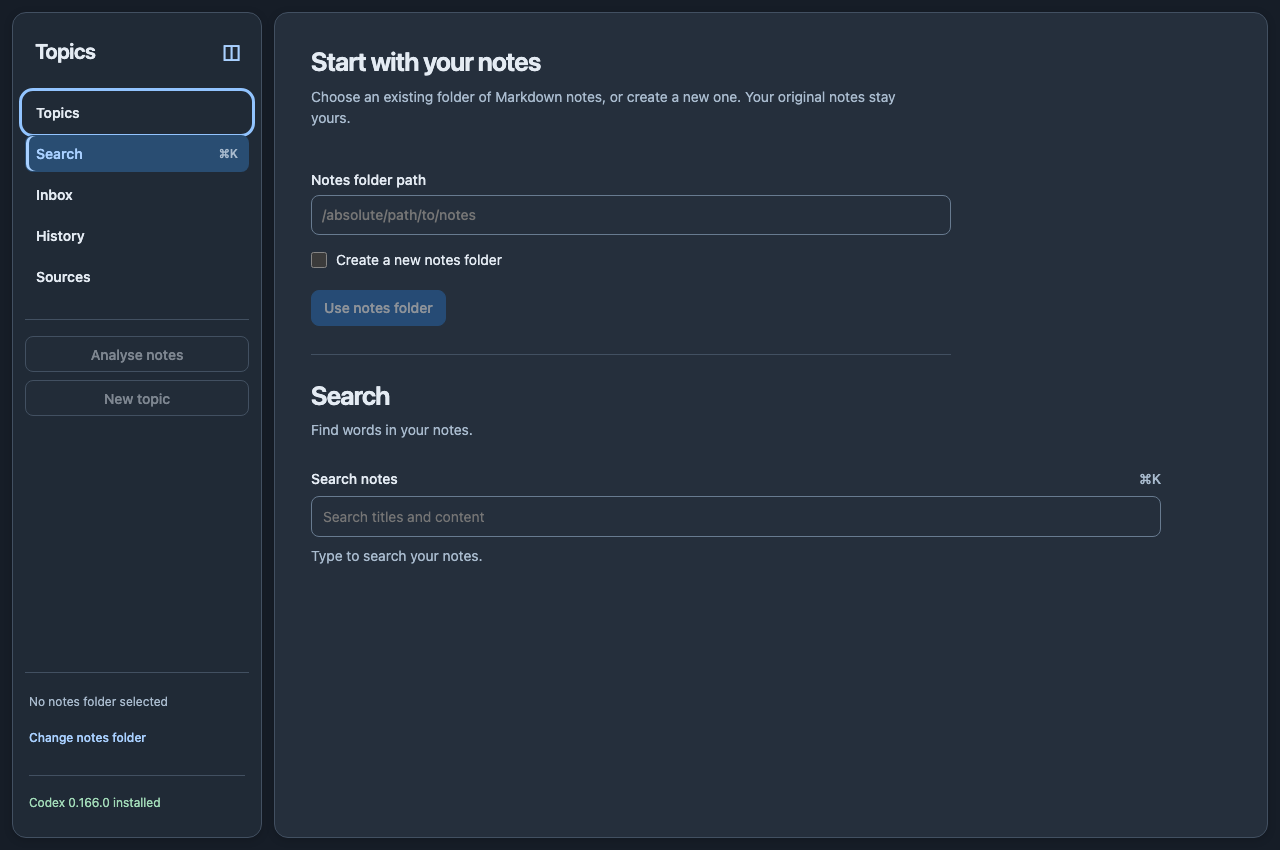 Topics
Topics
Search ⌘K
Inbox
History
Sources
Analyse notes
New topic
No notes folder selected
Change notes folder
Codex 0.166.0 installed
Start with your notes
Choose an existing folder of Markdown notes, or create a new one. Your original notes stay
yours.
Notes folder path
/absolute/path/to/notes
Create a new notes folder
Use notes folder
Search
Find words in your notes.
Search notes ⌘K
Search titles and content
Type to search your notes.